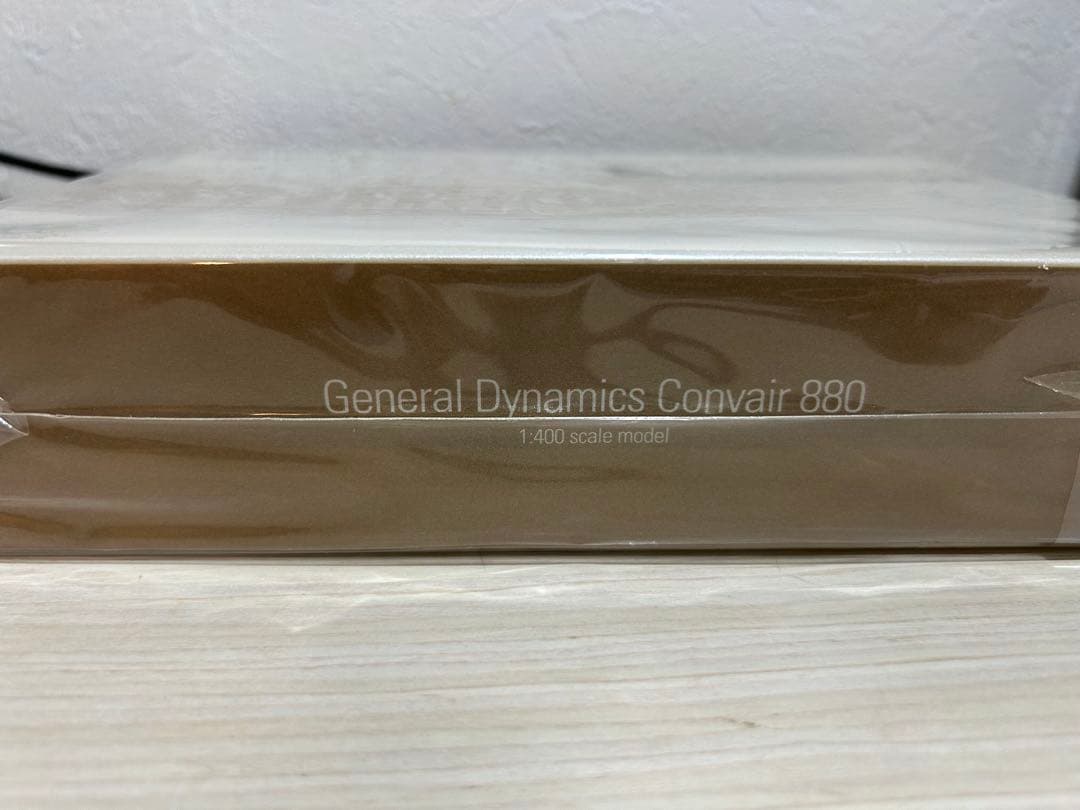 General Dynamics Convair 880
1:400 scale model